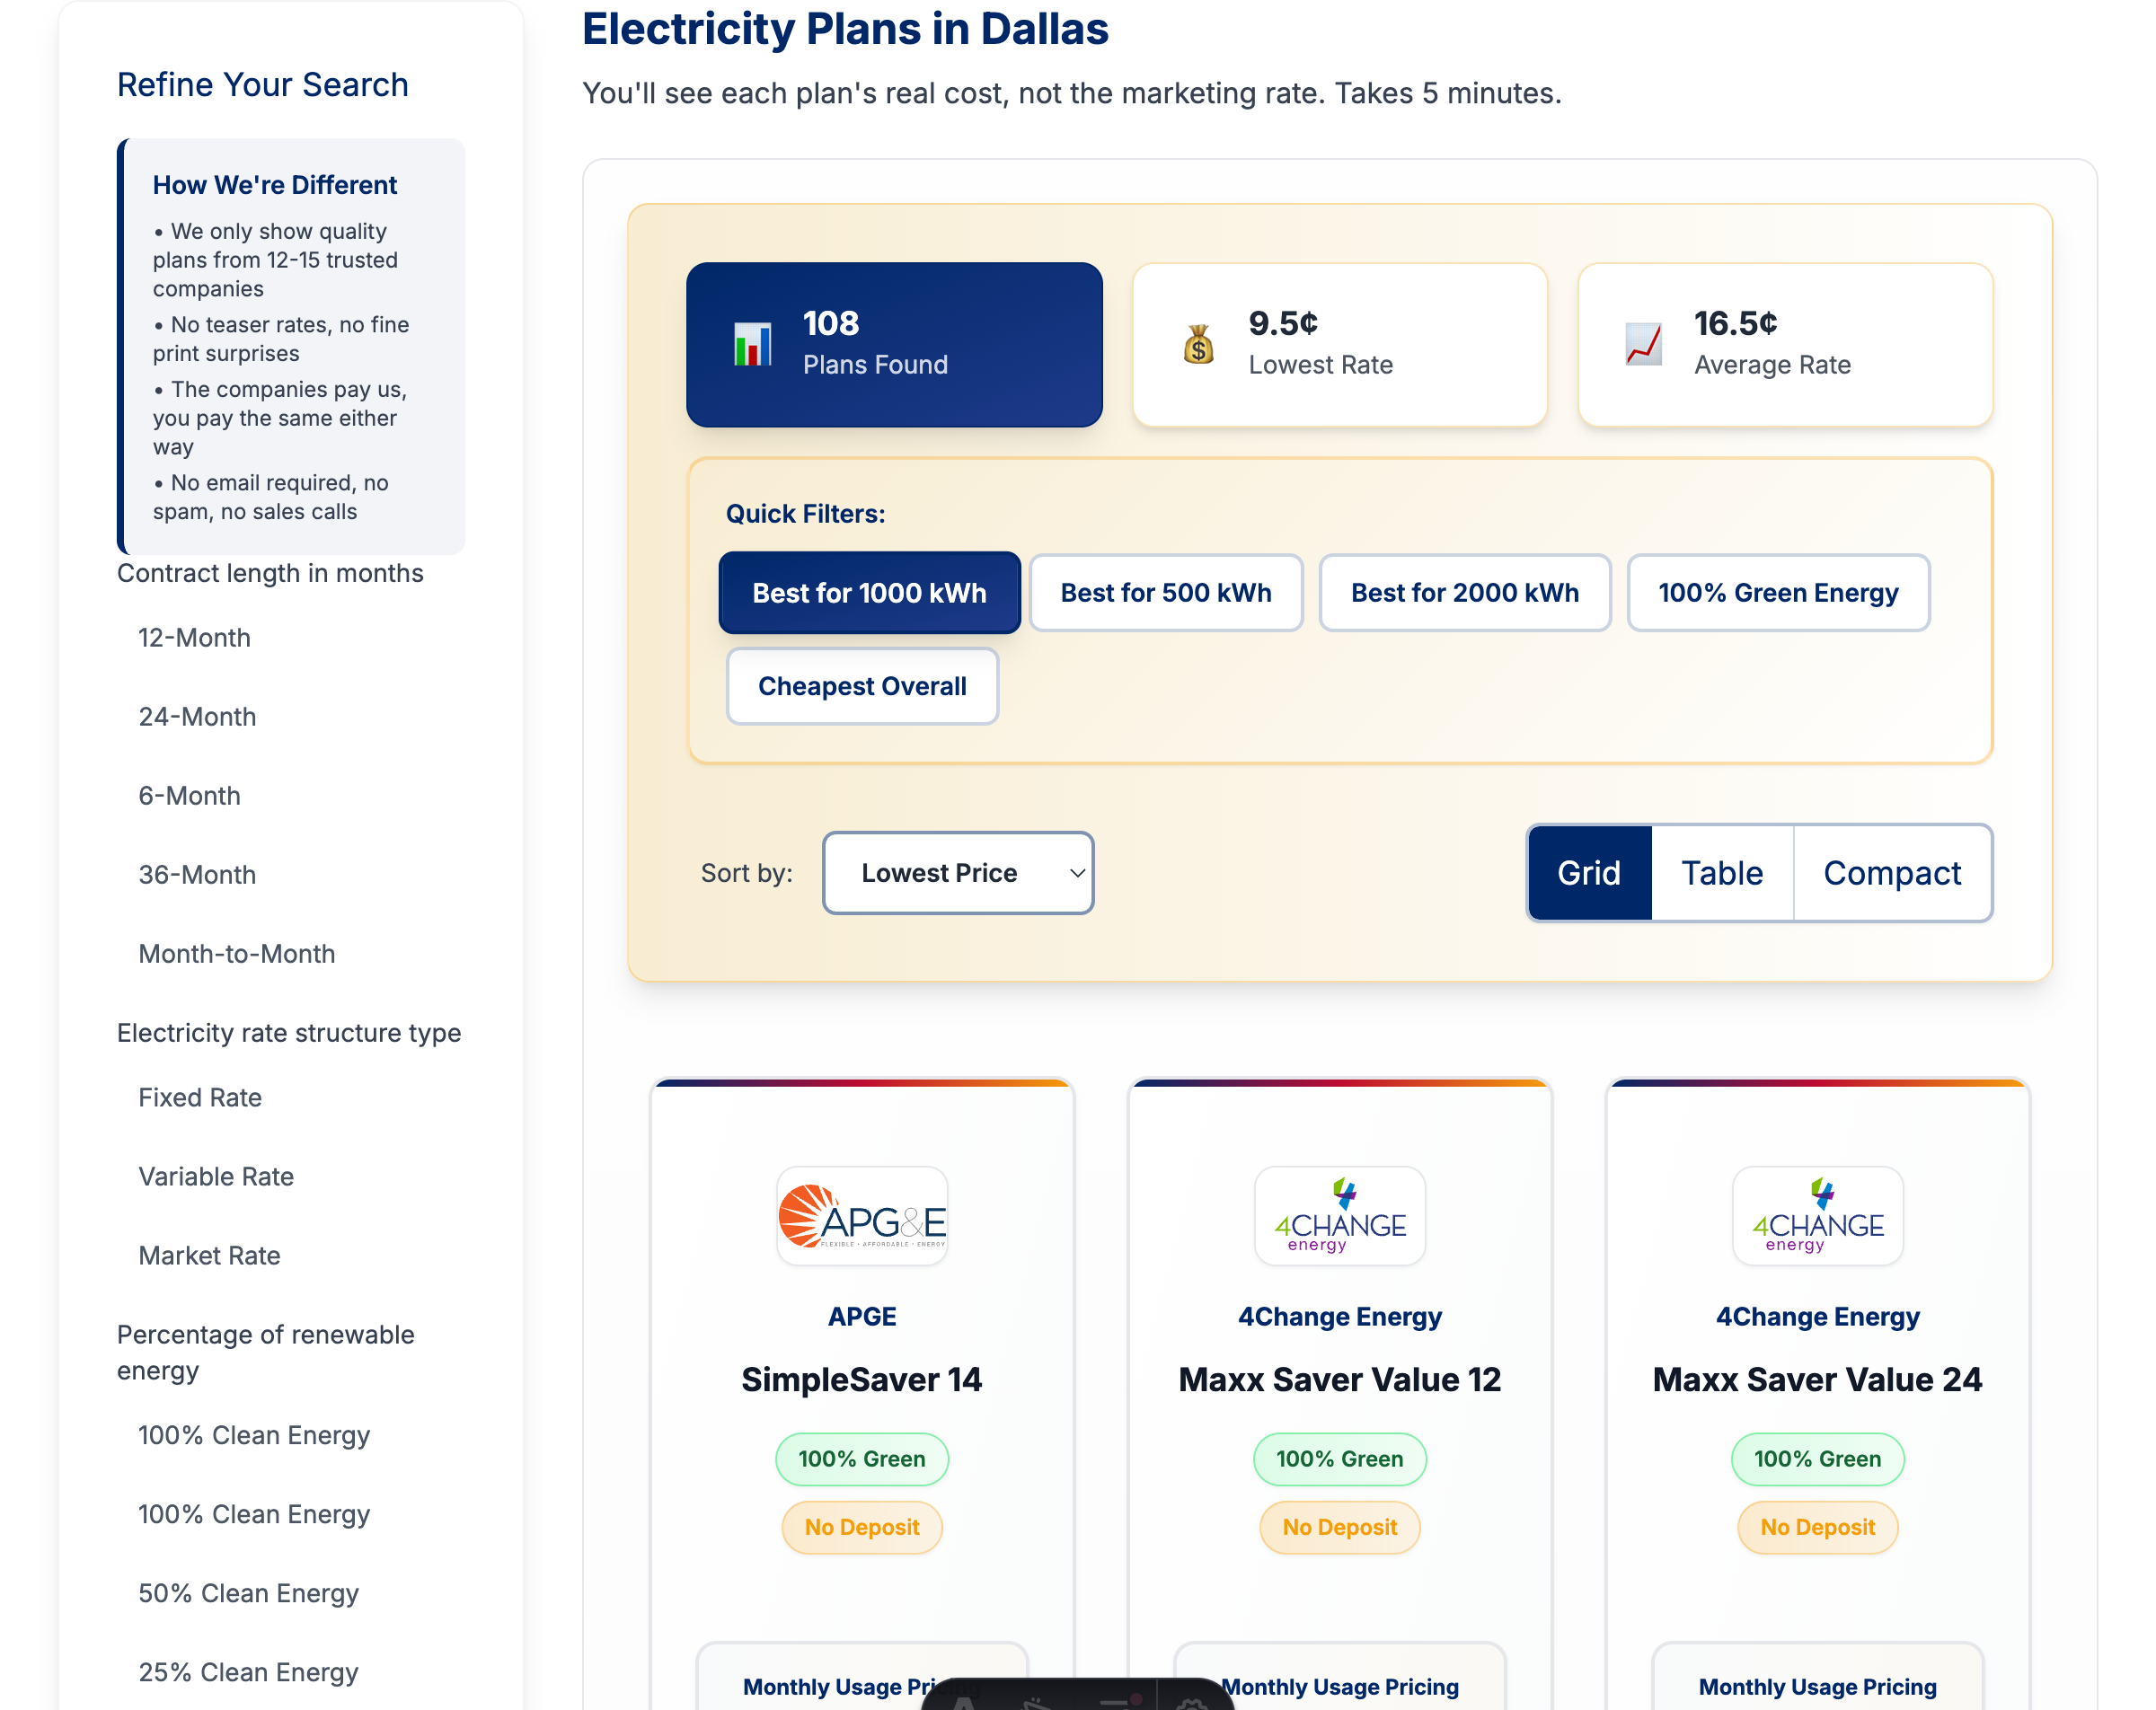 Refine Your Search
How We're Different
• We only show quality
plans from 12-15 trusted
companies
• No teaser rates, no fine
print surprises
• The companies pay us,
you pay the same either
way
• No email required, no
spam, no sales calls
Contract length in months
12-Month
24-Month
6-Month
36-Month
Month-to-Month
Electricity rate structure type
Fixed Rate
Variable Rate
Market Rate
Percentage of renewable
energy
100% Clean Energy
100% Clean Energy
50% Clean Energy
25% Clean Energy
Electricity Plans in Dallas
You'll see each plan's real cost, not the marketing rate. Takes 5 minutes.
108
Plans Found
9.5¢
Lowest Rate
16.5¢
Average Rate
Quick Filters:
Best for 1000 kWh
Best for 500 kWh
Best for 2000 kWh
100% Green Energy
Cheapest Overall
Sort by:
Lowest Price
Grid
Table
Compact
APG&E
FLEXIBLE • AFFORDABLE • ENERGY
APGE
SimpleSaver 14
100% Green
No Deposit
Monthly Usage Pricing
4CHANGE
energy
4Change Energy
Maxx Saver Value 12
100% Green
No Deposit
Monthly Usage Pricing
4CHANGE
energy
4Change Energy
Maxx Saver Value 24
100% Green
No Deposit
Monthly Usage Pricing